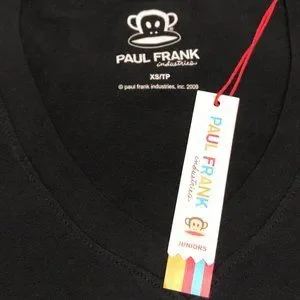 PAUL FRANK
industries
XS/TP
© paul frank industries, inc 2009
PAUL FRANK
industries
JUNIORS